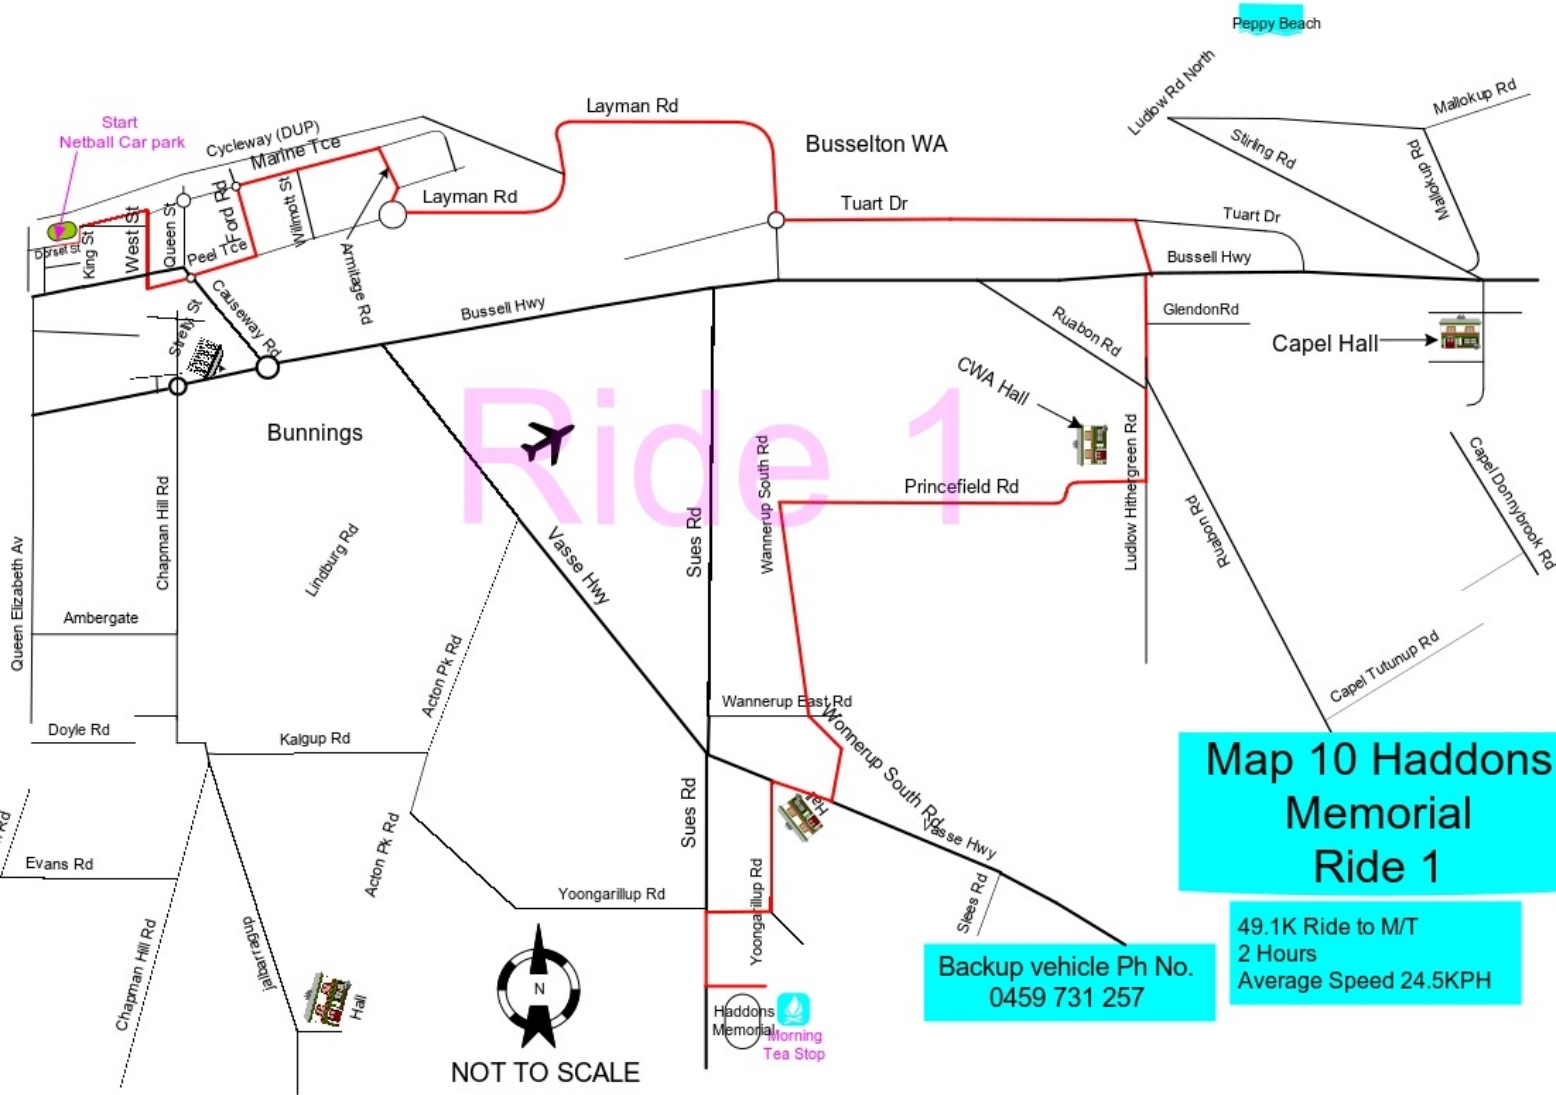 Peppy Beach
Ludlow Rd North
Mallokup Rd
Stirling Rd
Mallokup Rd
Start
Netball Car park
Cycleway (DUP)
Marine Tce
Layman Rd
Busselton WA
Layman Rd
Tuart Dr
Tuart Dr
Bussell Hwy
Dorset St
King St
West St
Queen St
Ford Rd
Wilmott St
Peel Tce
Armitage Rd
Causeway Rd
Bussell Hwy
Ruabon Rd
GlendonRd
Capel Hall
CWA Hall
Ride 1
Bunnings
Chapman Hill Rd
Lindburg Rd
Vasse Hwy
Sues Rd
Wannerup South Rd
Princefield Rd
Ludlow Hithergreen Rd
Ruabon Rd
Capel Donnybrook Rd
Queen Elizabeth Av
Ambergate
Acton Pk Rd
Capel Tutunup Rd
Doyle Rd
Kalgup Rd
Wannerup East Rd
Wonnerup South Rd
Sues Rd
Hall
Vasse Hwy
Map 10 Haddons
Memorial
Ride 1
Rd
Evans Rd
Acton Pk Rd
Yoongarillup Rd
Yoongarillup Rd
Slees Rd
Chapman Hill Rd
jalbarragup
Hall
N
NOT TO SCALE
Haddons
Memorial
Morning
Tea Stop
Backup vehicle Ph No.
0459 731 257
49.1K Ride to M/T
2 Hours
Average Speed 24.5KPH